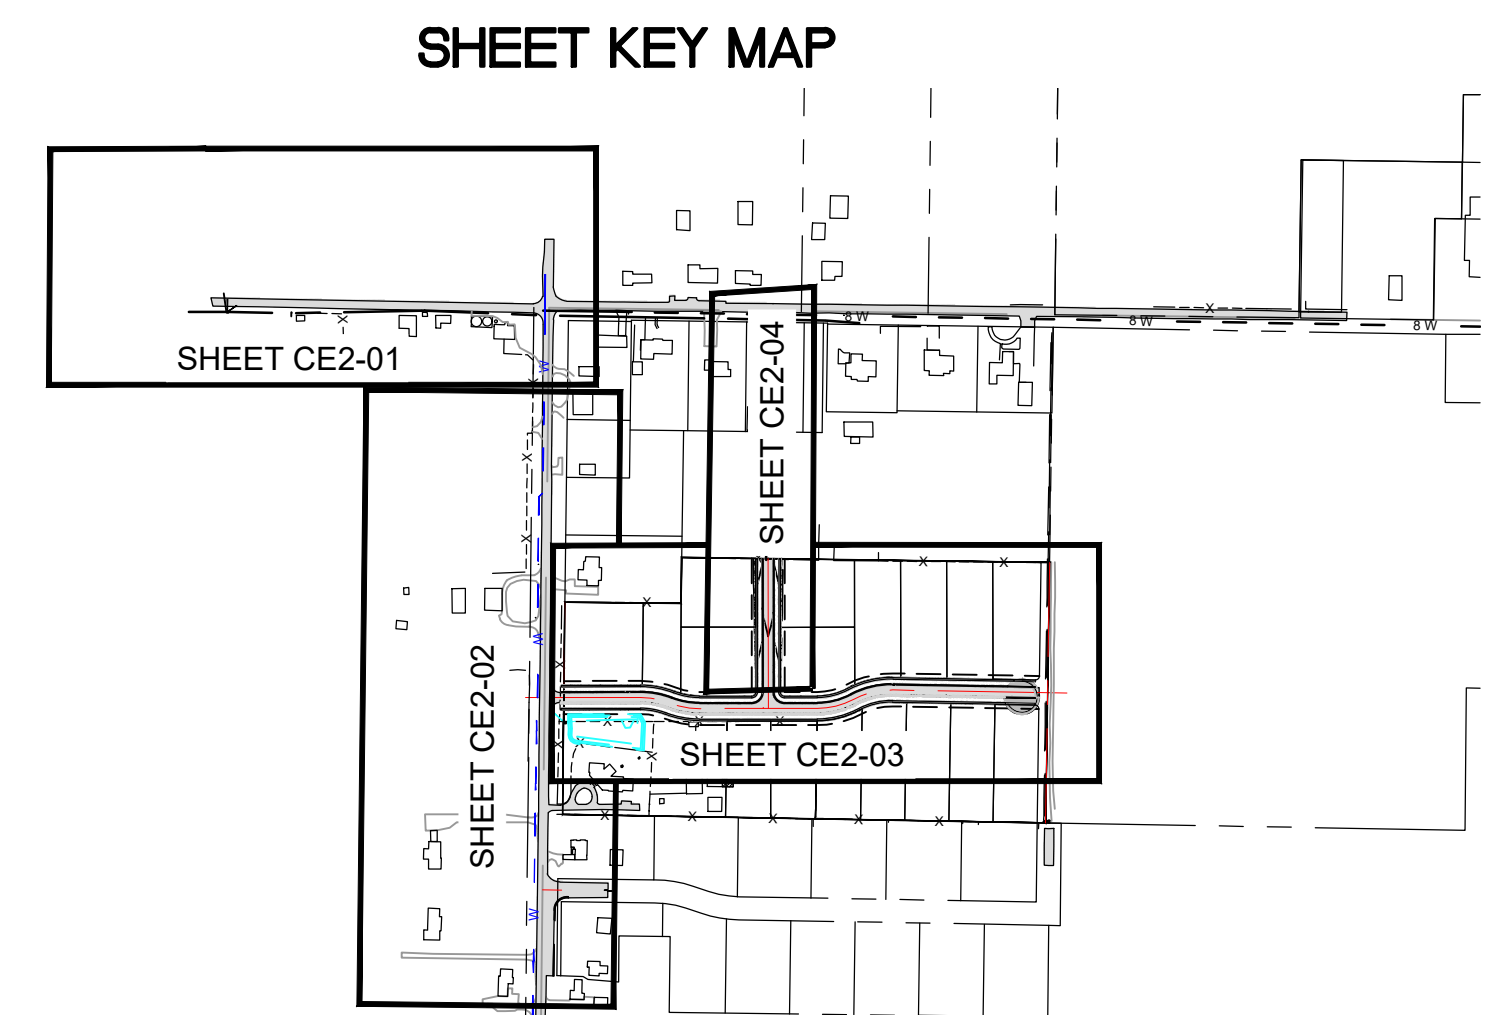 SHEET KEY MAP
8 W
8 W
8 W
SHEET CE2-01
W
SHEET CE2-04
W
SHEET CE2-02
SHEET CE2-03
W